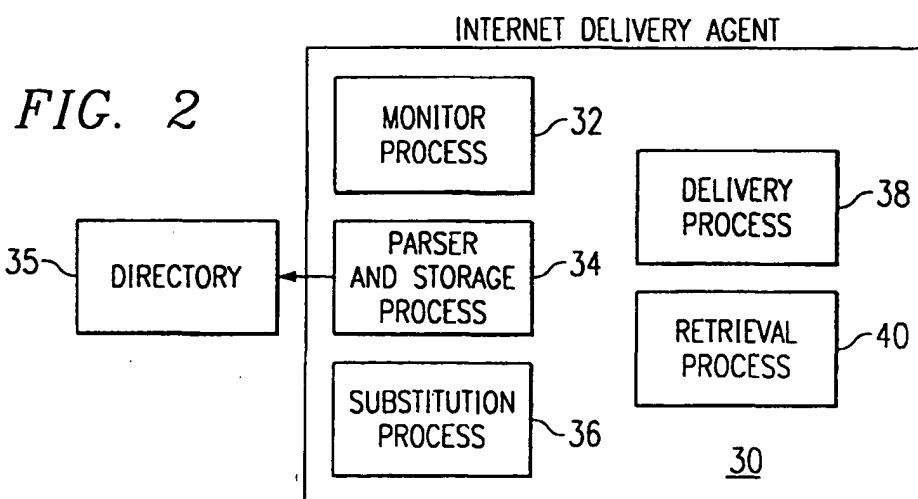 INTERNET DELIVERY AGENT
FIG. 2
MONITOR
PROCESS
32
DELIVERY
PROCESS
38
35
DIRECTORY
PARSER
AND STORAGE
PROCESS
34
RETRIEVAL
PROCESS
40
SUBSTITUTION
PROCESS
36
30